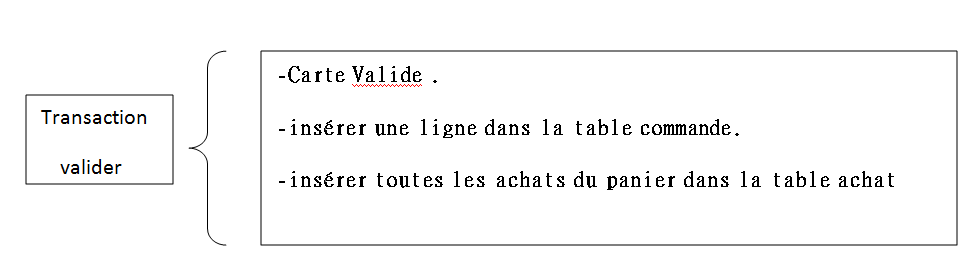 Transaction
valider
-Carte Valide .
-insérer une ligne dans la table commande.
-insérer toutes les achats du panier dans la table achat